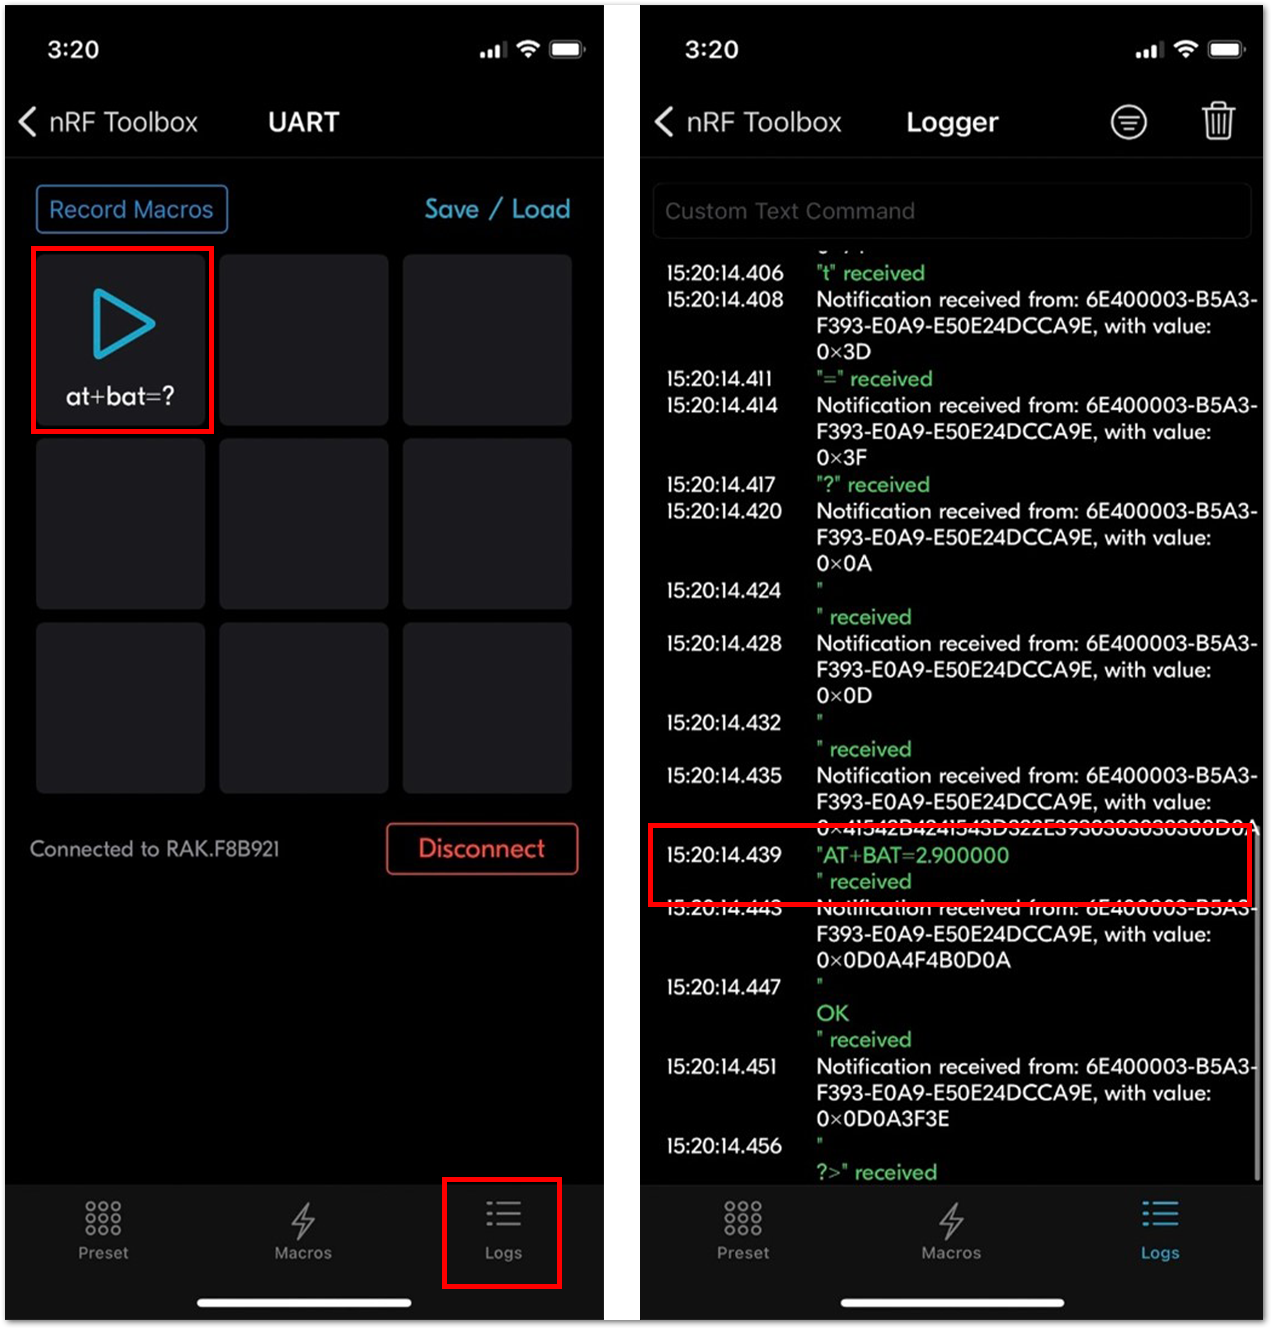 3:20
nRF Toolbox
UART
Record Macros
Save / Load
at+bat=?
Connected to RAK.F8B921
Disconnect
Preset
Macros
Logs
3:20
nRF Toolbox
Logger
Custom Text Command
15:20:14.406 "t" received
15:20:14.408 Notification received from: 6E400003-B5A3-
F393-E0A9-E50E24DCCA9E, with value:
0×3D
15:20:14.411 "=" received
15:20:14.414 Notification received from: 6E400003-B5A3-
F393-E0A9-E50E24DCCA9E, with value:
0×3F
15:20:14.417 "?" received
15:20:14.420 Notification received from: 6E400003-B5A3-
F393-E0A9-E50E24DCCA9E, with value:
0×0A
15:20:14.424 "
" received
15:20:14.428 Notification received from: 6E400003-B5A3-
F393-E0A9-E50E24DCCA9E, with value:
0×0D
15:20:14.432 "
" received
15:20:14.435 Notification received from: 6E400003-B5A3-
F393-E0A9-E50E24DCCA9E, with value:
0×41542B4241543D322E3930303030300D0A
15:20:14.439 "AT+BAT=2.900000
" received
15:20:14.443 Notification received from: 6E400003-B5A3-
F393-E0A9-E50E24DCCA9E, with value:
0×0D0A4F4B0D0A
15:20:14.447 "
OK
" received
15:20:14.451 Notification received from: 6E400003-B5A3-
F393-E0A9-E50E24DCCA9E, with value:
0×0D0A3F3E
15:20:14.456 "
?>" received
Preset
Macros
Logs